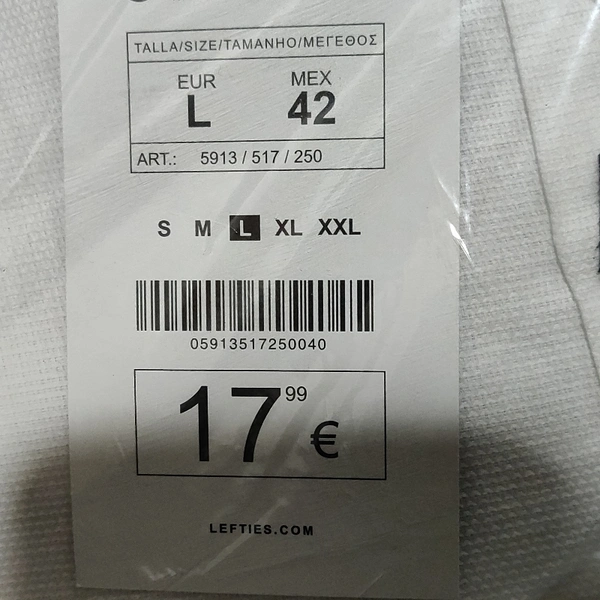 TALLA/SIZE/TAMANHO/ΜΕΓΕΘΟΣ
EUR MEX
L 42
ART.: 5913 / 517 / 250
S M L XL XXL
05913517250040
17 99 €
LEFTIES.COM